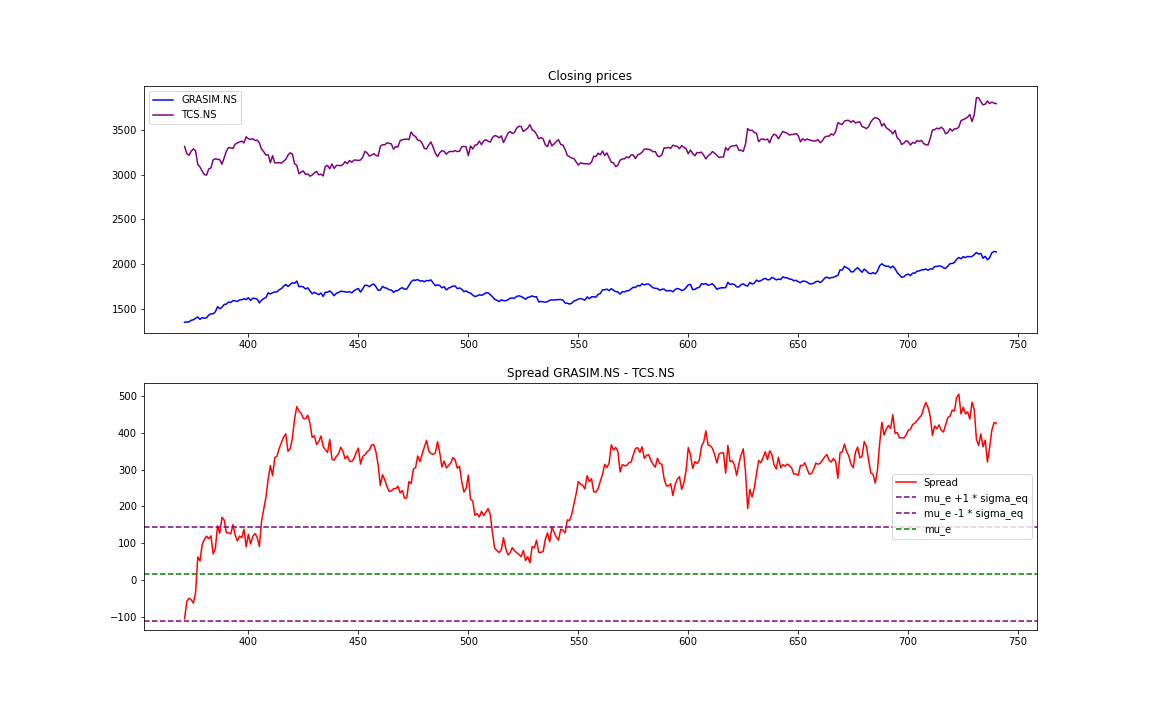 Closing prices
GRASIM.NS
TCS.NS
3500
3000
2500
2000
1500
400 450 500 550 600 650 700 750
Spread GRASIM.NS - TCS.NS
500
400
300
200
100
0
−100
Spread
mu_e +1 * sigma_eq
mu_e -1 * sigma_eq
mu_e
400 450 500 550 600 650 700 750